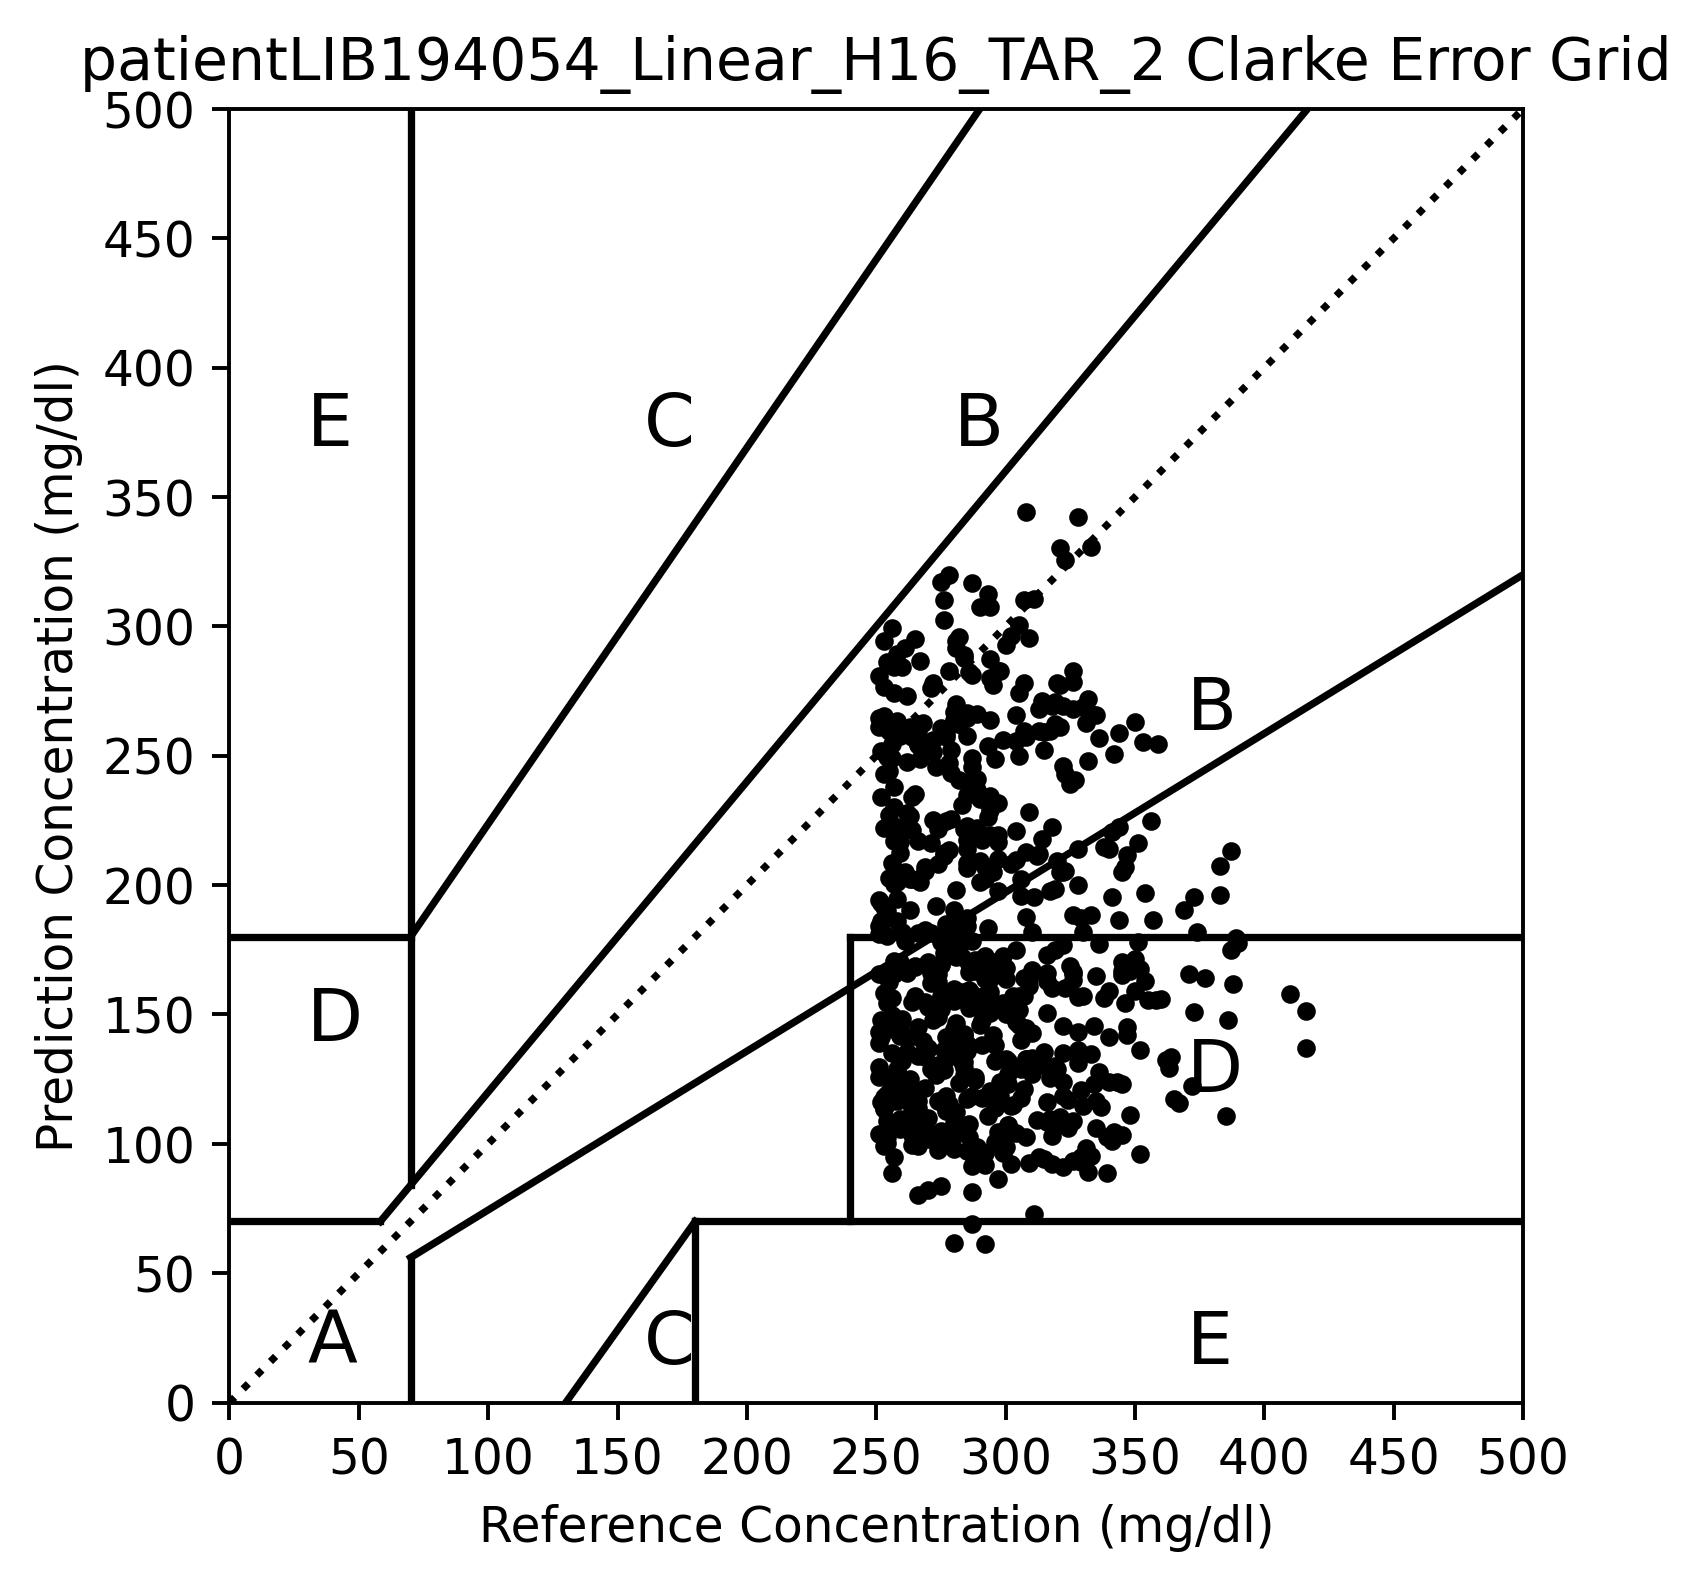 patientLIB194054_Linear_H16_TAR_2 Clarke Error Grid
500
450
400
350
300
250
200
150
100
50
0
Prediction Concentration (mg/dl)
E
C
B
B
D
D
A
C
E
0
50
100
150
200
250
300
350
400
450
500
Reference Concentration (mg/dl)